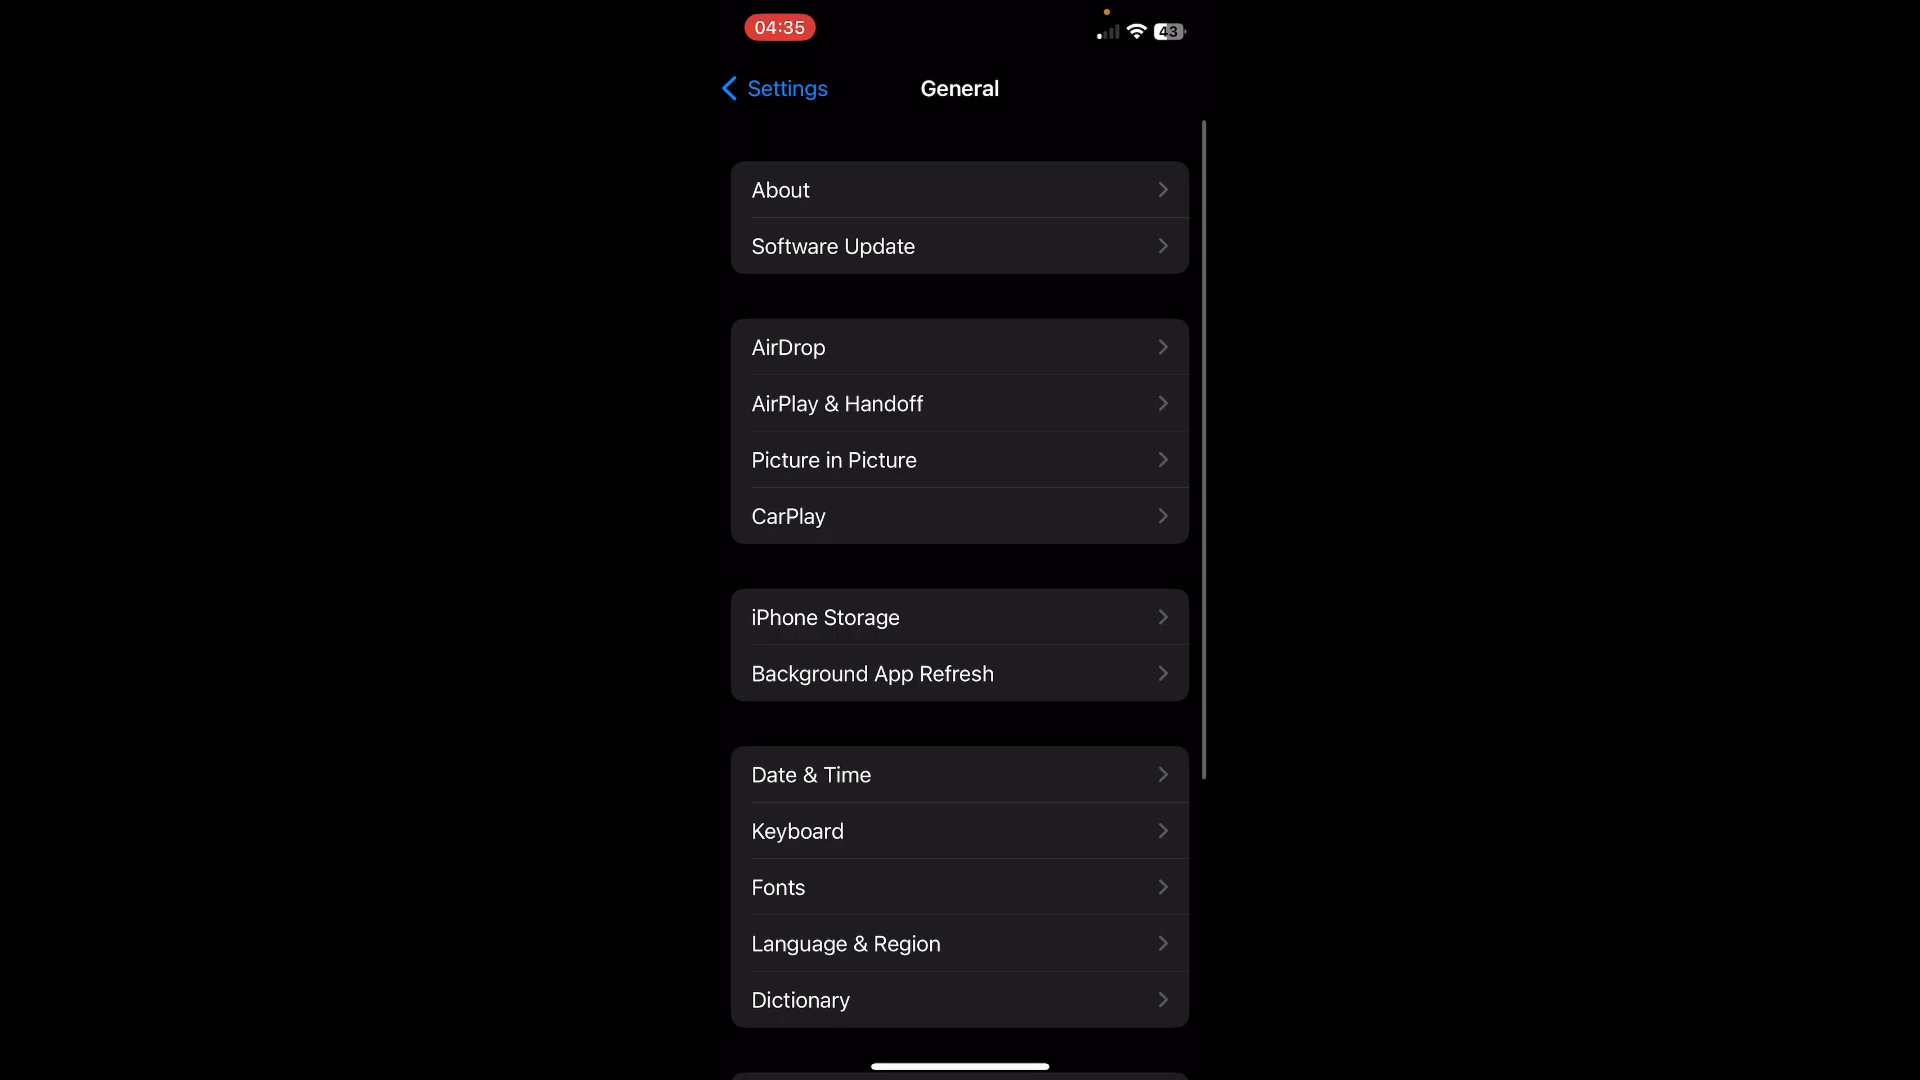 04:35
43
Settings
General
About
Software Update
AirDrop
AirPlay & Handoff
Picture in Picture
CarPlay
iPhone Storage
Background App Refresh
Date & Time
Keyboard
Fonts
Language & Region
Dictionary